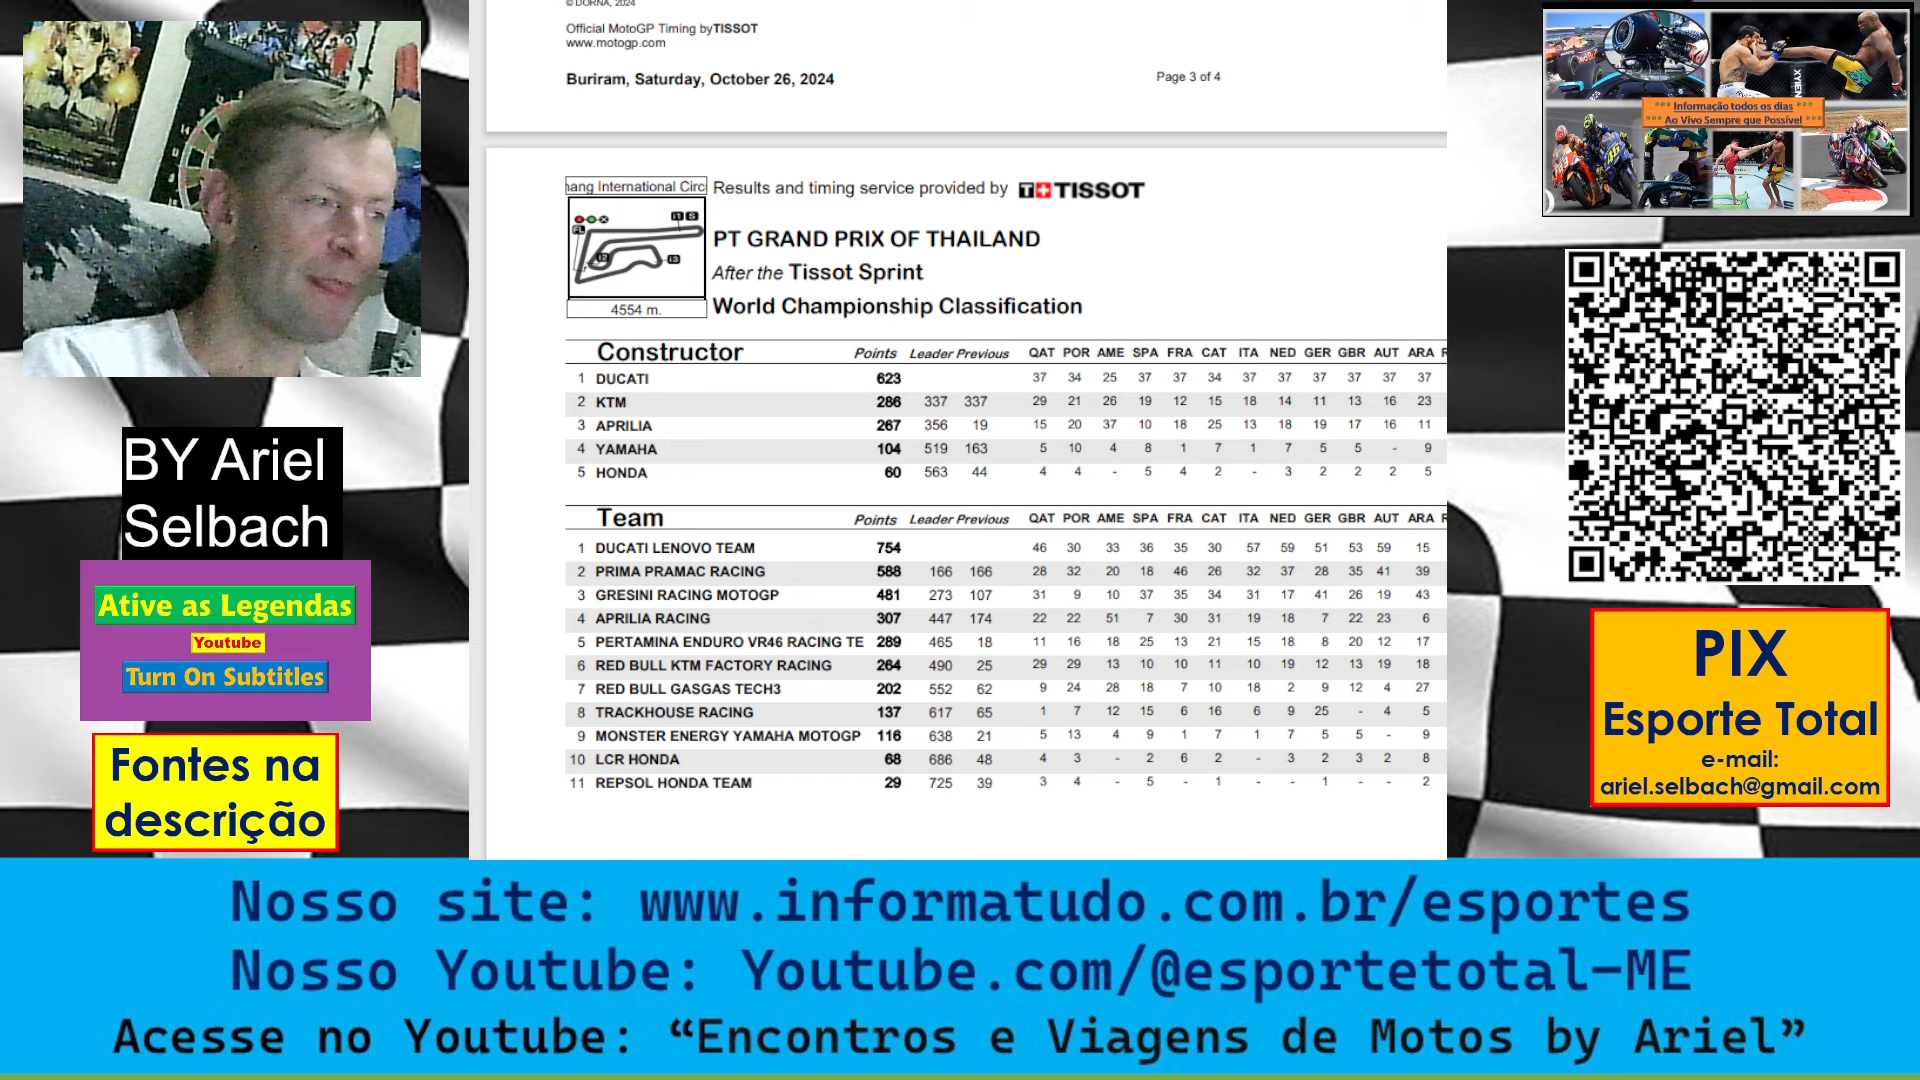 © DORNA, 2024
Official MotoGP Timing by TISSOT
www.motogp.com
Buriram, Saturday, October 26, 2024
Page 3 of 4
hang International Circ
Results and timing service provided by T+TISSOT
PT GRAND PRIX OF THAILAND
After the Tissot Sprint
World Championship Classification
4554 m.
Constructor Points Leader Previous QAT POR AME SPA FRA CAT ITA NED GER GBR AUT ARA R
1 DUCATI 623 37 34 25 37 37 34 37 37 37 37 37 37
2 KTM 286 337 337 29 21 26 19 12 15 18 14 11 13 16 23
3 APRILIA 267 356 19 15 20 37 10 18 25 13 18 19 17 16 11
4 YAMAHA 104 519 163 5 10 4 8 1 7 1 7 5 5 - 9
5 HONDA 60 563 44 4 4 - 5 4 2 - 3 2 2 2 5
Team Points Leader Previous QAT POR AME SPA FRA CAT ITA NED GER GBR AUT ARA R
1 DUCATI LENOVO TEAM 754 46 30 33 36 35 30 57 59 51 53 59 15
2 PRIMA PRAMAC RACING 588 166 166 28 32 20 18 46 26 32 37 28 35 41 39
3 GRESINI RACING MOTOGP 481 273 107 31 9 10 37 35 34 31 17 41 26 19 43
4 APRILIA RACING 307 447 174 22 22 51 7 30 31 19 18 7 22 23 6
5 PERTAMINA ENDURO VR46 RACING TE 289 465 18 11 16 18 25 13 21 15 18 8 20 12 17
6 RED BULL KTM FACTORY RACING 264 490 25 29 29 13 10 10 11 10 19 12 13 19 18
7 RED BULL GASGAS TECH3 202 552 62 9 24 28 18 7 10 18 2 9 12 4 27
8 TRACKHOUSE RACING 137 617 65 1 7 12 15 6 16 6 9 25 - 4 5
9 MONSTER ENERGY YAMAHA MOTOGP 116 638 21 5 13 4 9 1 7 1 7 5 5 - 9
10 LCR HONDA 68 686 48 4 3 - 2 6 2 - 3 2 3 2 8
11 REPSOL HONDA TEAM 29 725 39 3 4 - 5 - 1 - - 1 - - 2
BY Ariel
Selbach
Ative as Legendas
Youtube
Turn On Subtitles
Fontes na
descrição
*** Informação todos os dias ***
*** Ao Vivo Sempre que Possível ***
PIX
Esporte Total
e-mail:
ariel.selbach@gmail.com
Nosso site: www.informatudo.com.br/esportes
Nosso Youtube: Youtube.com/@esportetotal-ME
Acesse no Youtube: “Encontros e Viagens de Motos by Ariel”